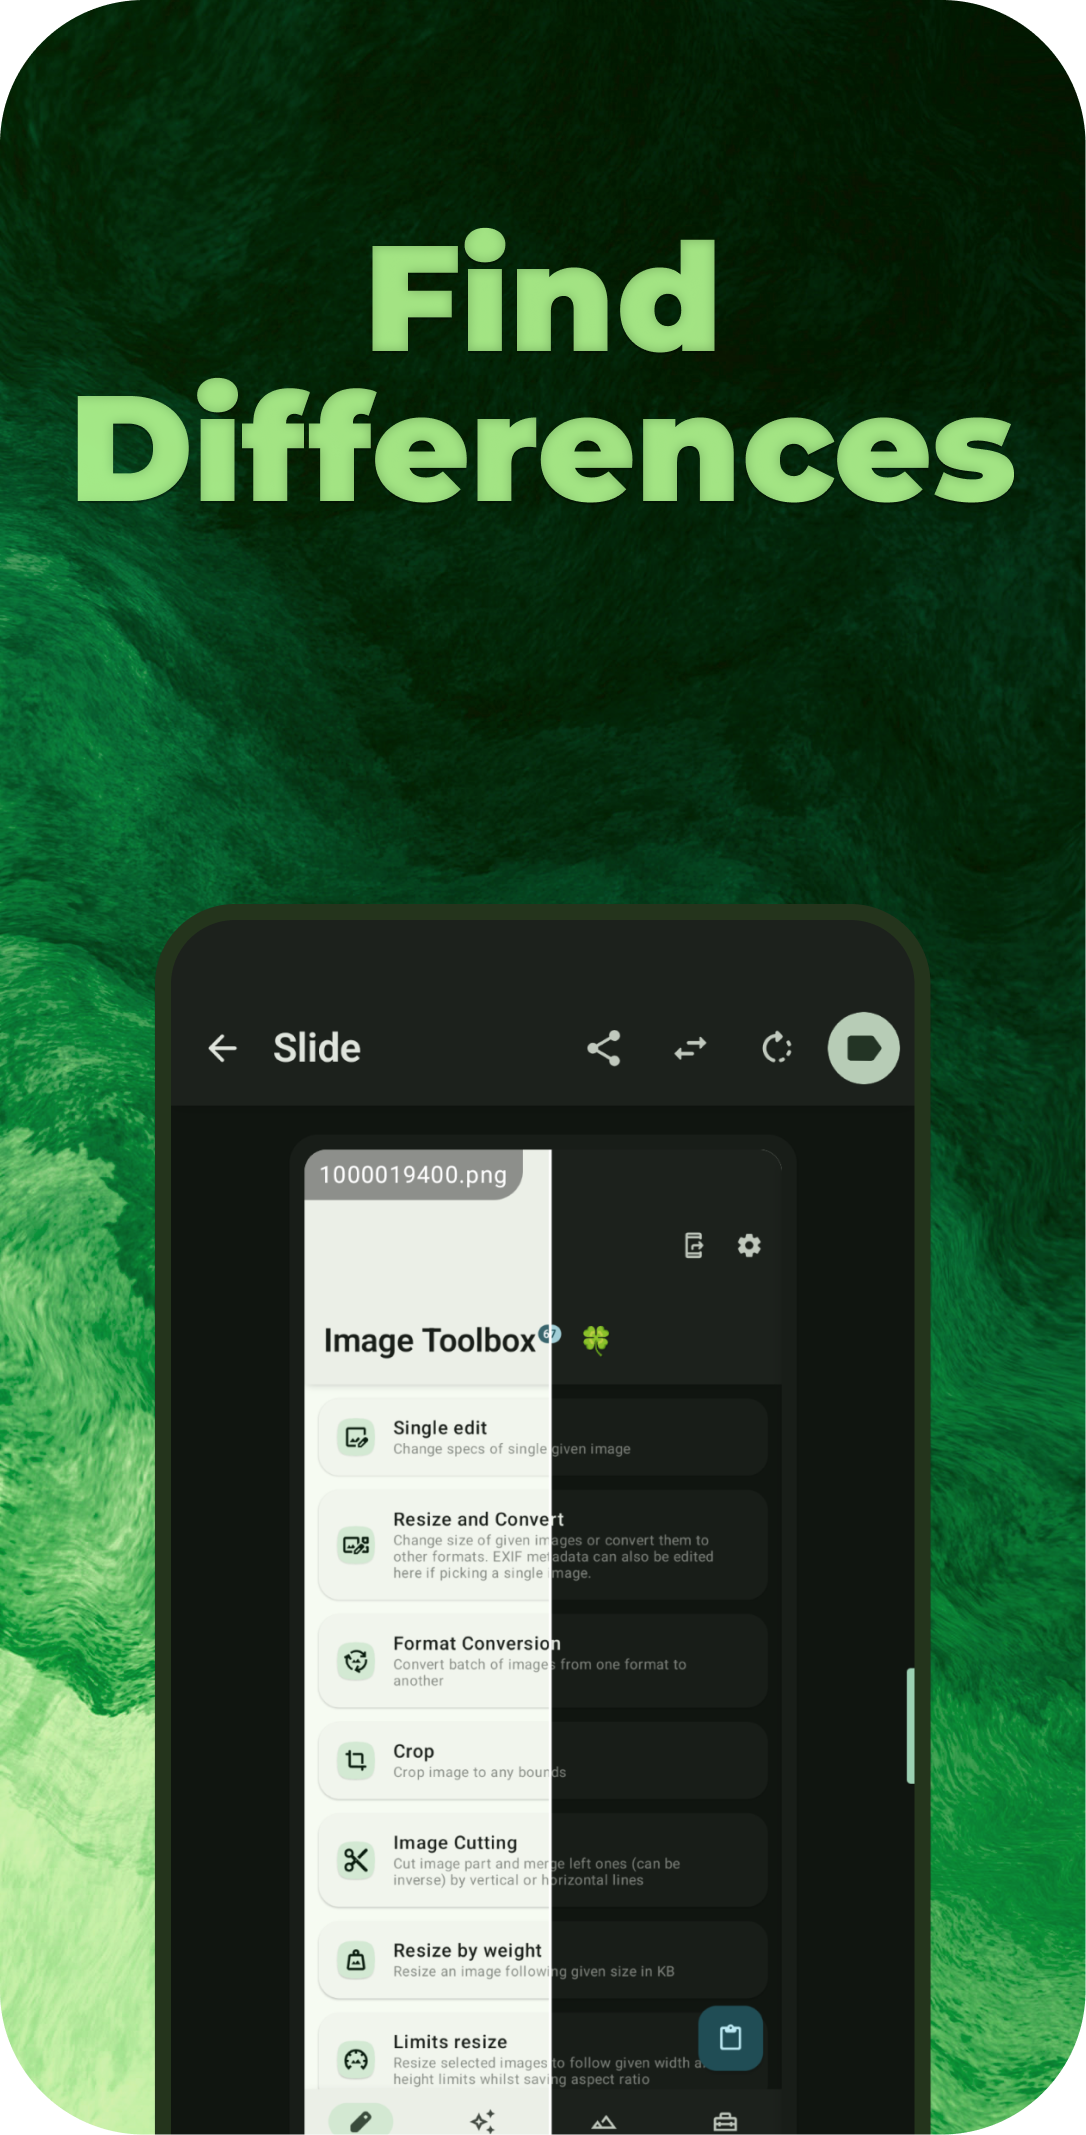 Find
Differences
Slide
1000019400.png
Image Toolbox
67
Single edit
Change specs of single given image
Resize and Convert
Change size of given images or convert them to
other formats. EXIF metadata can also be edited
here if picking a single image.
Format Conversion
Convert batch of images from one format to
another
Crop
Crop image to any bounds
Image Cutting
Cut image part and merge left ones (can be
inverse) by vertical or horizontal lines
Resize by weight
Resize an image following given size in KB
Limits resize
Resize selected images to follow given width
height limits whilst saving aspect ratio